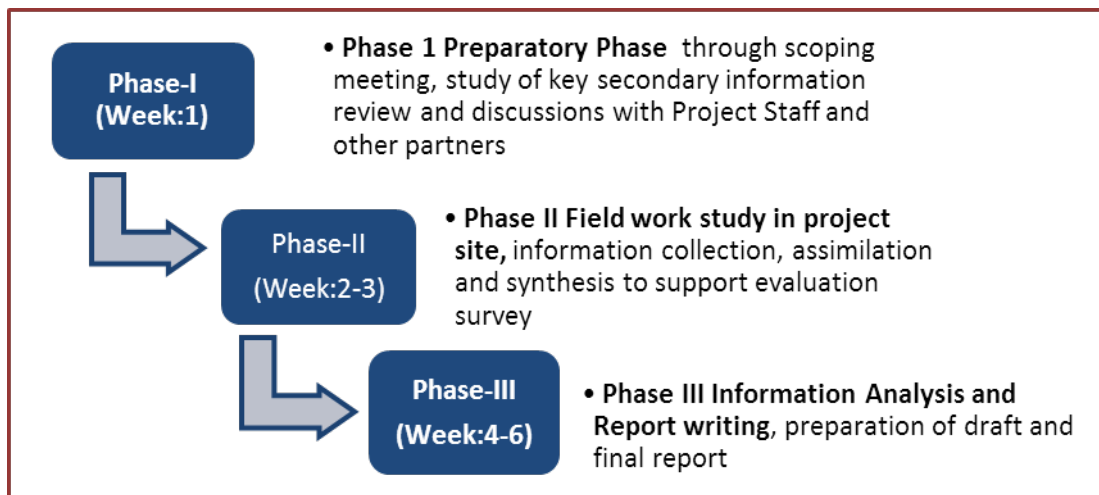 Phase-I
(Week:1)
• Phase 1 Preparatory Phase through scoping
meeting, study of key secondary information
review and discussions with Project Staff and
other partners
Phase-II
(Week:2-3)
• Phase II Field work study in project
site, information collection, assimilation
and synthesis to support evaluation
survey
Phase-III
(Week:4-6)
• Phase III Information Analysis and
Report writing, preparation of draft and
final report